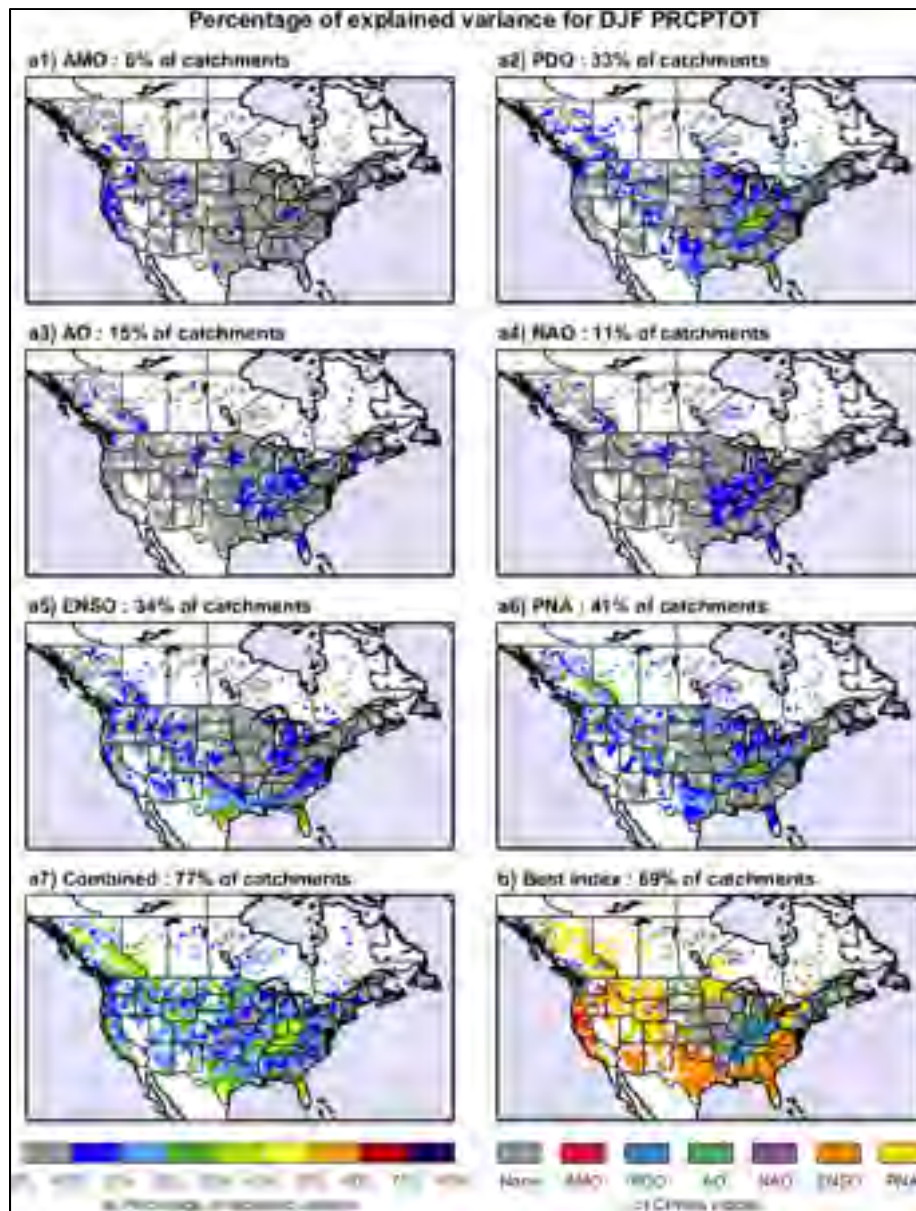 Percentage of explained variance for DJF PRCPTOT
a1) AMO : 6% of catchments
a2) PDO : 33% of catchments
a3) AO : 15% of catchments
a4) NAO : 11% of catchments
a5) ENSO : 34% of catchments
a6) PNA : 41% of catchments
a7) Combined : 77% of catchments
b) Best index : 69% of catchments
None AMO PDO AO NAO ENSO PNA